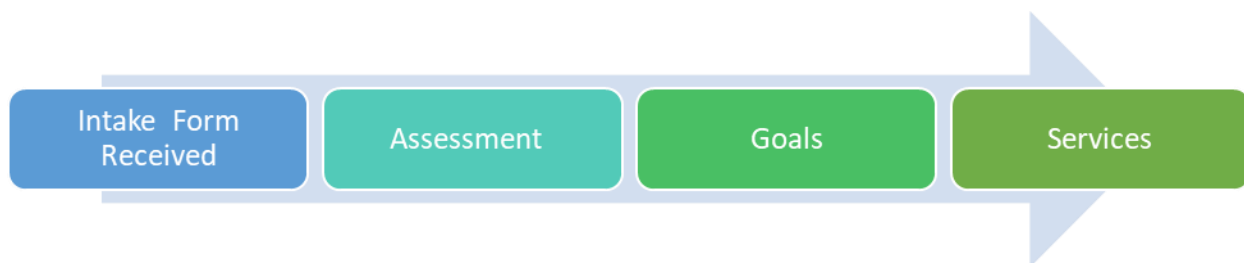 Intake Form
Received
Assessment
Goals
Services